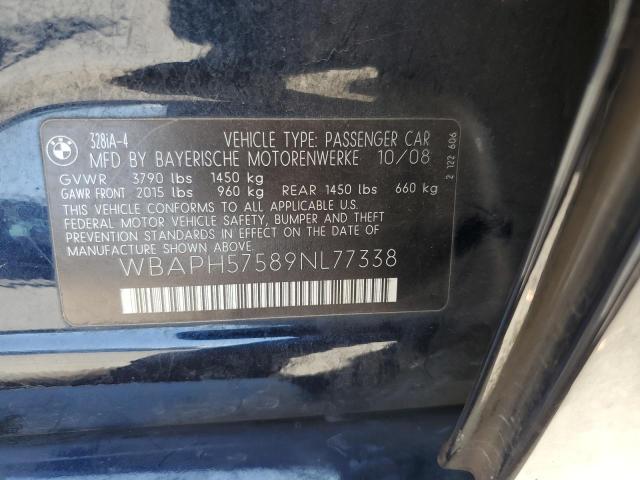 BMW
328iA-4 VEHICLE TYPE: PASSENGER CAR
MFD BY BAYERISCHE MOTORENWERKE 10/08
GVWR 3790 lbs 1450 kg
GAWR FRONT 2015 lbs 960 kg REAR 1450 lbs 660 kg
THIS VEHICLE CONFORMS TO ALL APPLICABLE U.S.
FEDERAL MOTOR VEHICLE SAFETY, BUMPER AND THEFT
PREVENTION STANDARDS IN EFFECT ON THE DATE OF
MANUFACTURE SHOWN ABOVE.
WBAPH57589NL77338
2 122 606